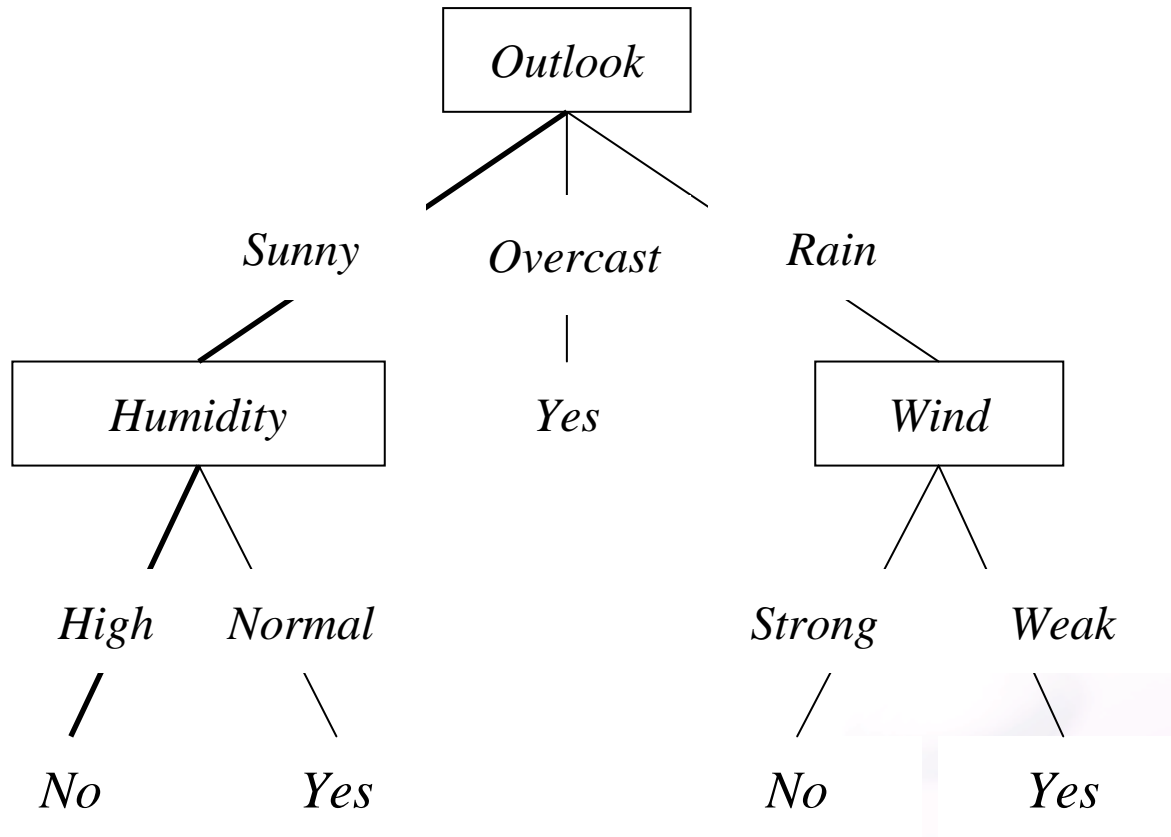 Outlook
Sunny Overcast Rain
Humidity Yes Wind
High Normal Strong Weak
No Yes No Yes